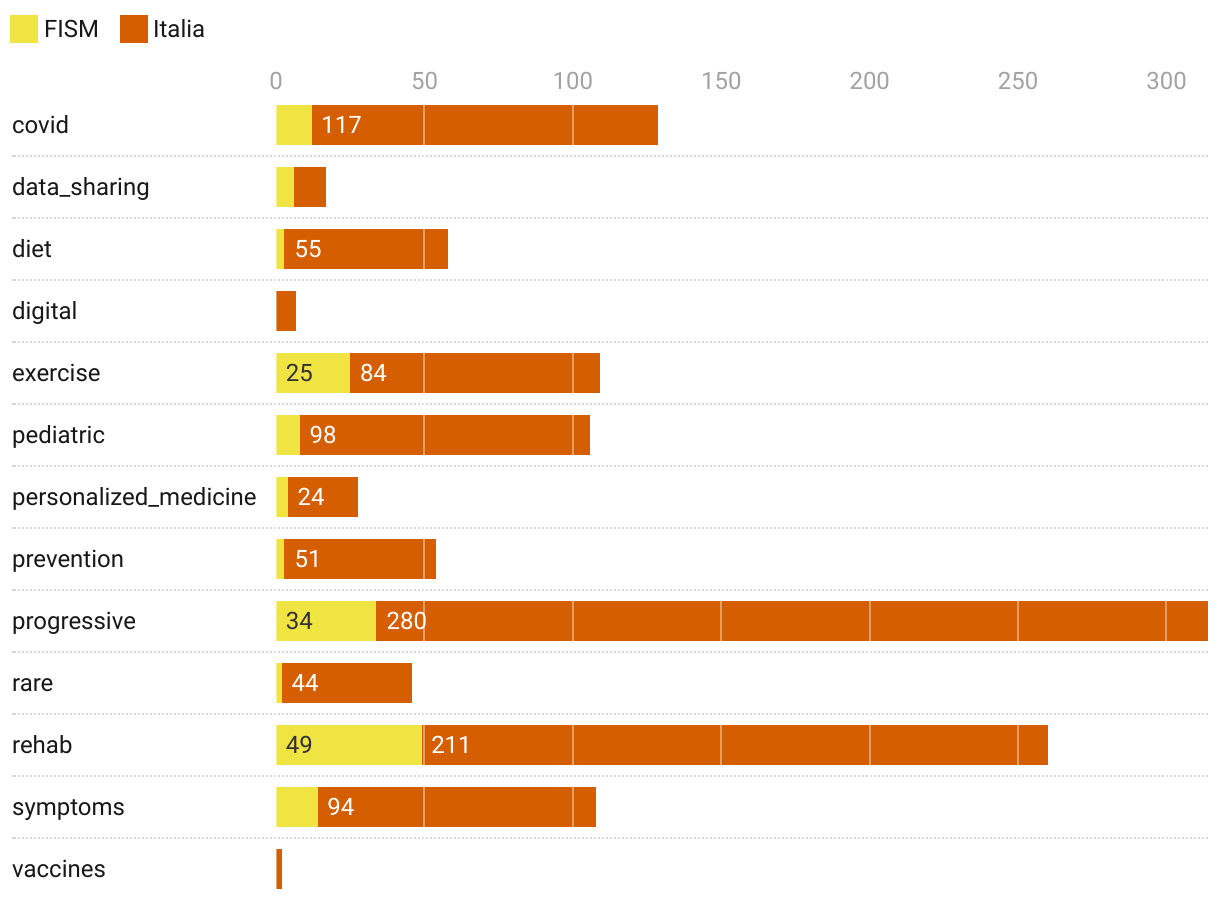 FISM Italia
0 50 100 150 200 250 300
covid 117
data_sharing
diet 55
digital
exercise 25 84
pediatric 98
personalized_medicine 24
prevention 51
progressive 34 280
rare 44
rehab 49 211
symptoms 94
vaccines